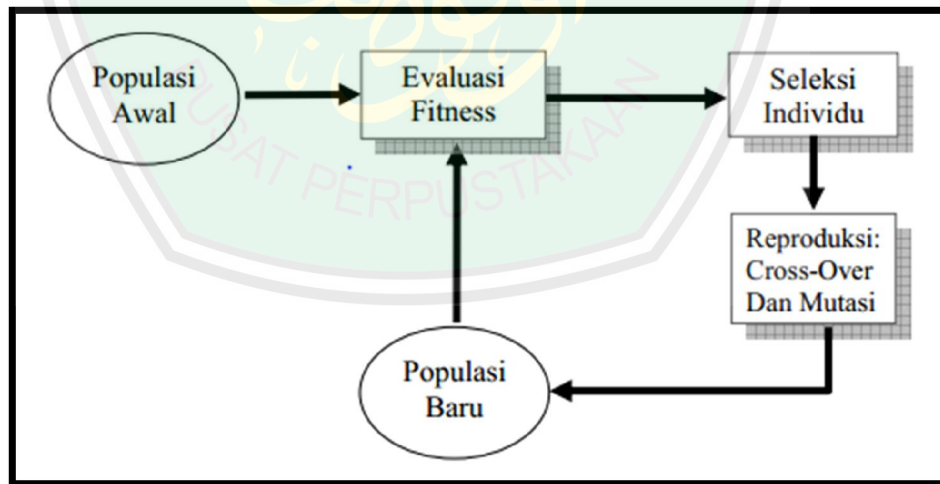 Populasi
Awal
Evaluasi
Fitness
Seleksi
Individu
Reproduksi:
Cross-Over
Dan Mutasi
Populasi
Baru
PUSAT PERPUSTAKAAN